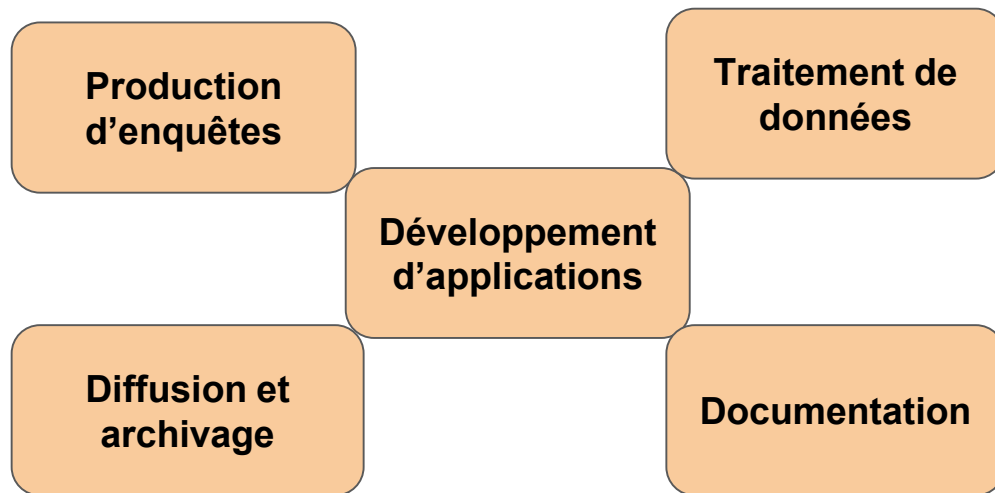 Production
d’enquêtes
Traitement de
données
Développement
d’applications
Diffusion et
archivage
Documentation